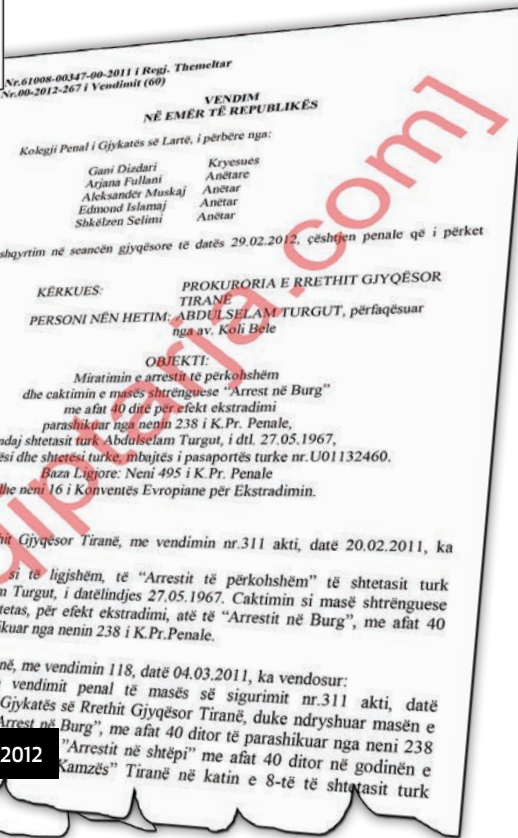 Nr.61008-00347-00-2011 i Regj. Themeltar
Nr.00-2012-267 i Vendimit (60)
VENDIM
NË EMËR TË REPUBLIKËS
Kolegji Penal i Gjykatës së Lartë, i përbërë nga:
Gani Dizdari Kryesues
Arjana Fullani Anëtare
Aleksandër Muskaj Anëtar
Edmond Islamaj Anëtar
Shkëlzen Selimi Anëtar
shqyrtim në seancën gjyqësore të datës 29.02.2012, çështjen penale që i përket
KËRKUES: PROKURORIA E RRETHIT GJYQËSOR
TIRANË
PERSONI NËN HETIM: ABDULSELAM TURGUT, përfaqësuar
nga av. Koli Bele
OBJEKTI:
Miratimin e arrestit të përkohshëm
dhe caktimin e masës shtrënguese "Arrest në Burg"
me afat 40 ditë për efekt ekstradimi
parashikuar nga nenin 238 i K.Pr. Penale,
ndaj shtetasit turk Abdulselam Turgut, i dtl. 27.05.1967,
dhe shtetësi turke, mbajtës i pasaportës turke nr.U01132460.
Baza Ligjore: Neni 495 i K.Pr. Penale
dhe neni 16 i Konventës Evropiane për Ekstradimin.
Gjyqësor Tiranë, me vendimin nr.311 akti, datë 20.02.2011, ka
si të ligjshëm, të "Arrestit të përkohshëm" të shtetasit turk
Turgut, i datëlindjes 27.05.1967. Caktimin si masë shtrënguese
për efekt ekstradimi, atë të "Arrestit në Burg", me afat 40
nga nenin 238 i K.Pr.Penale.
me vendimin 118, datë 04.03.2011, ka vendosur:
vendimit penal të masës së sigurimit nr.311 akti, datë
Gjykatës së Rrethit Gjyqësor Tiranë, duke ndryshuar masën e
"Arrest në Burg", me afat 40 ditor të parashikuar nga neni 238
"Arrestit në shtëpi" me afat 40 ditor në godinën e
Kamzës" Tiranë në katin e 8-të të shtetasit turk
2012
qiptarja.com]